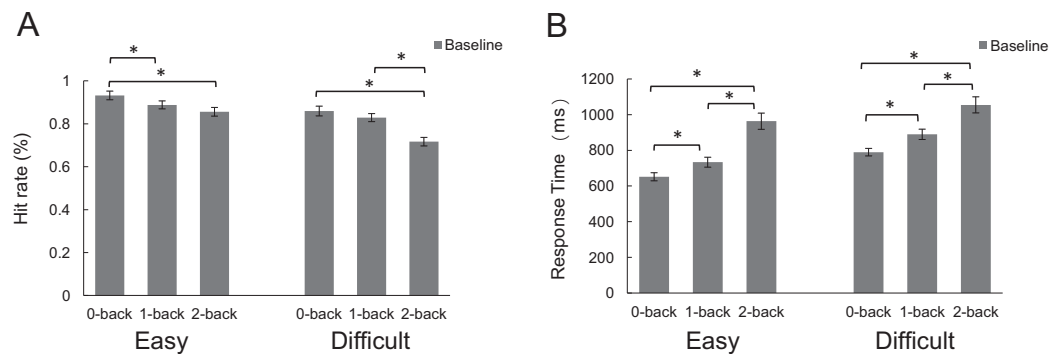 A
Baseline
Hit rate (%)
1
0.8
0.6
0.4
0.2
0
*
*
*
*
0-back 1-back 2-back 0-back 1-back 2-back
Easy Difficult
B
Baseline
Response Time (ms)
1200
1000
800
600
400
200
0
*
*
*
*
*
*
0-back 1-back 2-back 0-back 1-back 2-back
Easy Difficult